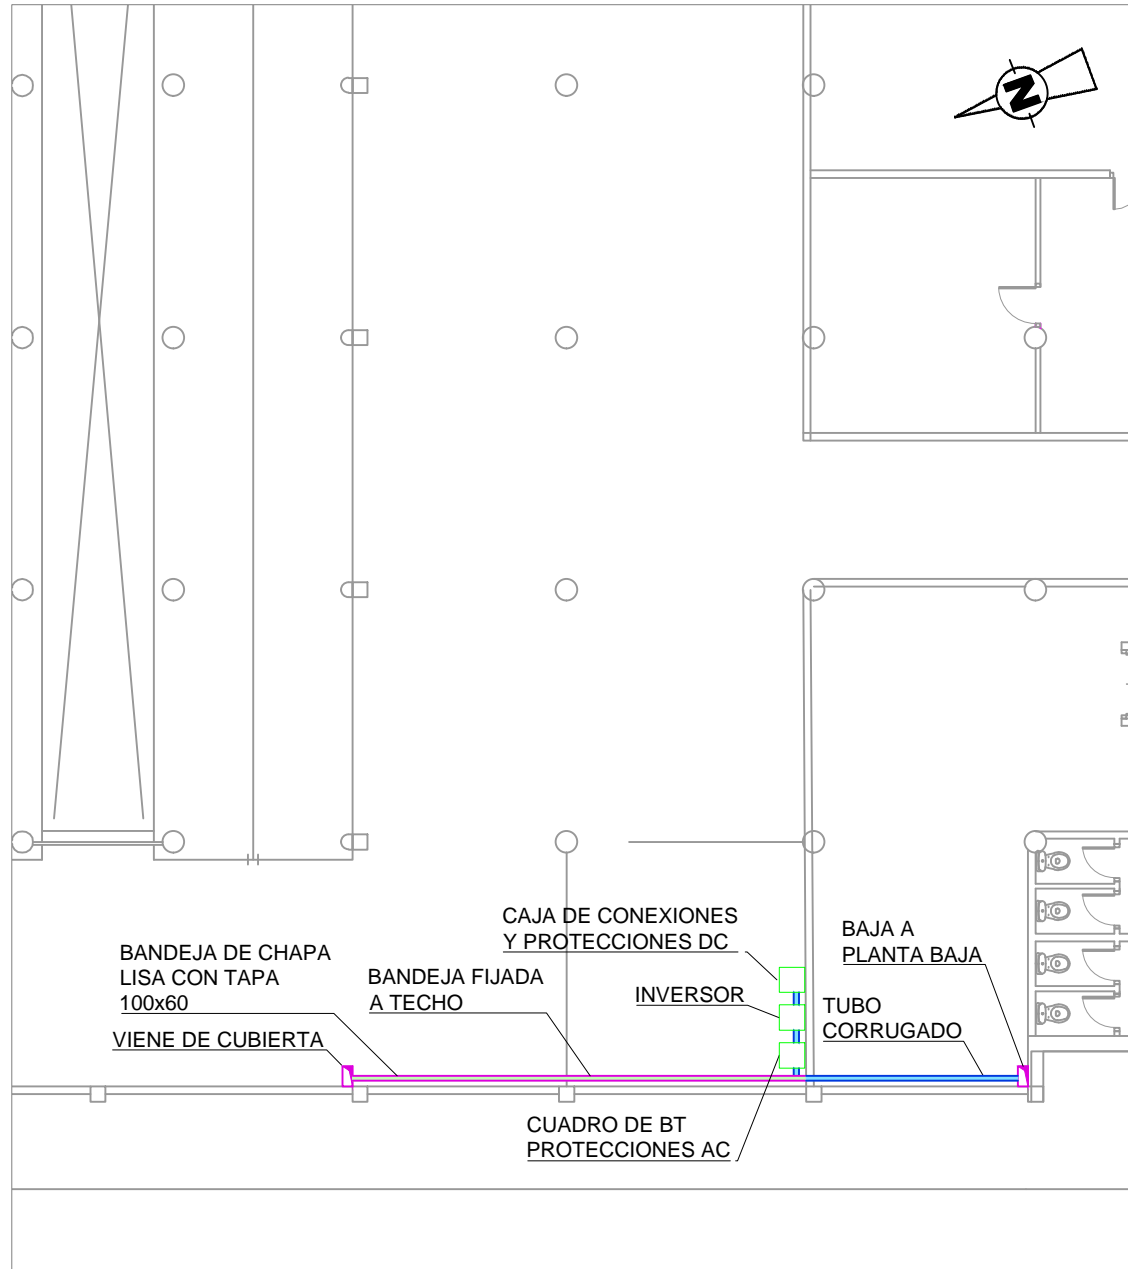 N
CAJA DE CONEXIONES
Y PROTECCIONES DC
BAJA A
PLANTA BAJA
BANDEJA DE CHAPA
LISA CON TAPA
100x60
BANDEJA FIJADA
A TECHO
INVERSOR
TUBO
CORRUGADO
VIENE DE CUBIERTA
CUADRO DE BT
PROTECCIONES AC